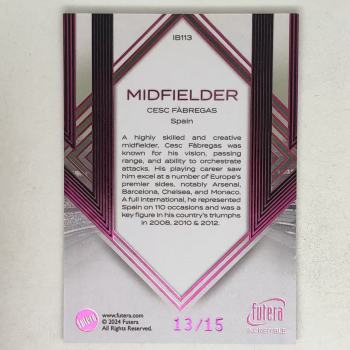 IB113
MIDFIELDER
CESC FÀBREGAS
Spain
A highly skilled and creative
midfielder, Cesc Fàbregas was
known for his vision, passing
range, and ability to orchestrate
attacks. His playing career saw
him excel at a number of Europe's
premier sides, notably Arsenal,
Barcelona, Chelsea, and Monaco.
A full International, he represented
Spain on 110 occasions and was a
key figure in his country's triumphs
in 2008, 2010 & 2012.
futera
www.futera.com
© 2024 Futera
All Rights Reserved.
13/15
futera
INCREDIBLE